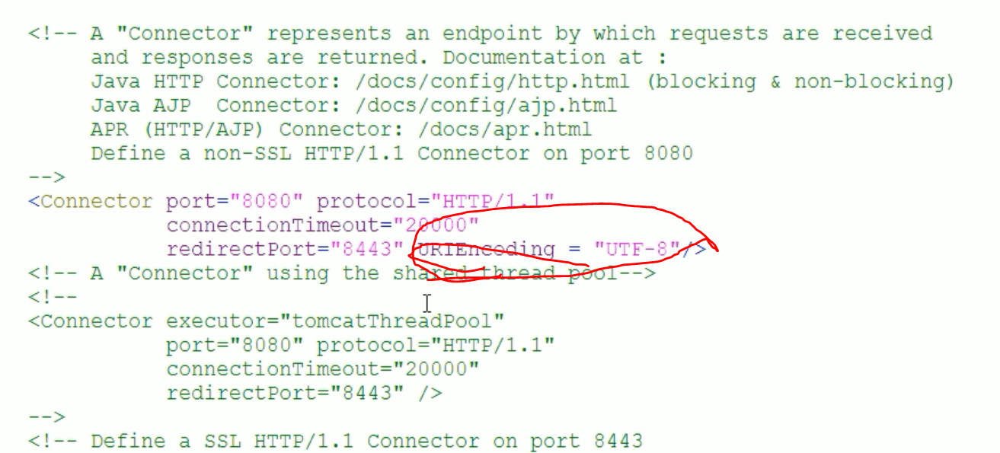 <!-- A "Connector" represents an endpoint by which requests are received
and responses are returned. Documentation at :
Java HTTP Connector: /docs/config/http.html (blocking & non-blocking)
Java AJP  Connector: /docs/config/ajp.html
APR (HTTP/AJP) Connector: /docs/apr.html
Define a non-SSL HTTP/1.1 Connector on port 8080
-->
<Connector port="8080" protocol="HTTP/1.1"
connectionTimeout="20000"
redirectPort="8443" URIEncoding = "UTF-8"/>
<!-- A "Connector" using the shared thread pool-->
<!--
<Connector executor="tomcatThreadPool"
port="8080" protocol="HTTP/1.1"
connectionTimeout="20000"
redirectPort="8443" />
-->
<!-- Define a SSL HTTP/1.1 Connector on port 8443